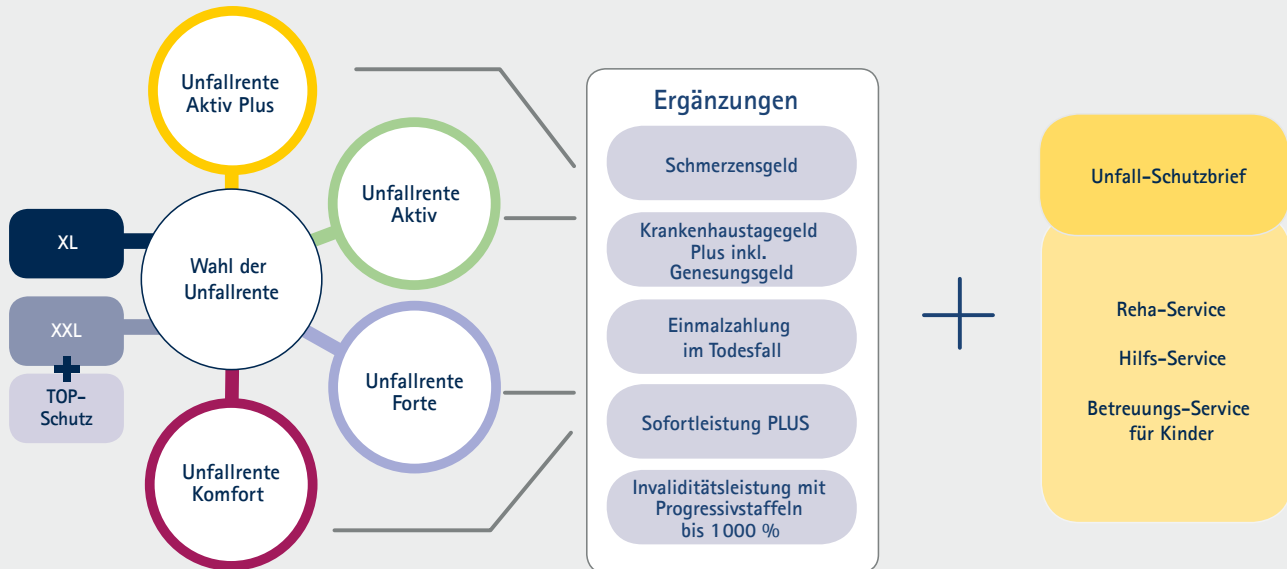 Unfallrente
Aktiv Plus
Unfallrente
Aktiv
XL
Wahl der
Unfallrente
XXL
TOP-
Schutz
Unfallrente
Forte
Unfallrente
Komfort
Ergänzungen
Schmerzensgeld
Krankenhaustagegeld
Plus inkl.
Genesungsgeld
Einmalzahlung
im Todesfall
Sofortleistung PLUS
Invaliditätsleistung mit
Progressivstaffeln
bis 1000 %
Unfall-Schutzbrief
Reha-Service
Hilfs-Service
Betreuungs-Service
für Kinder